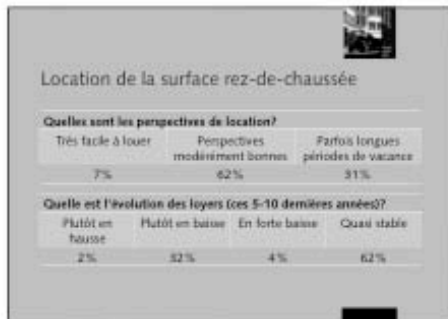 Location de la surface rez-de-chaussée
Quelles sont les perspectives de location?
Très facile à louer Perspectives modérément bonnes Parfois longues périodes de vacance
7% 62% 31%
Quelle est l'évolution des loyers (ces 5-10 dernières années)?
Plutôt en hausse Plutôt en baisse En forte baisse Quasi stable
2% 32% 4% 62%